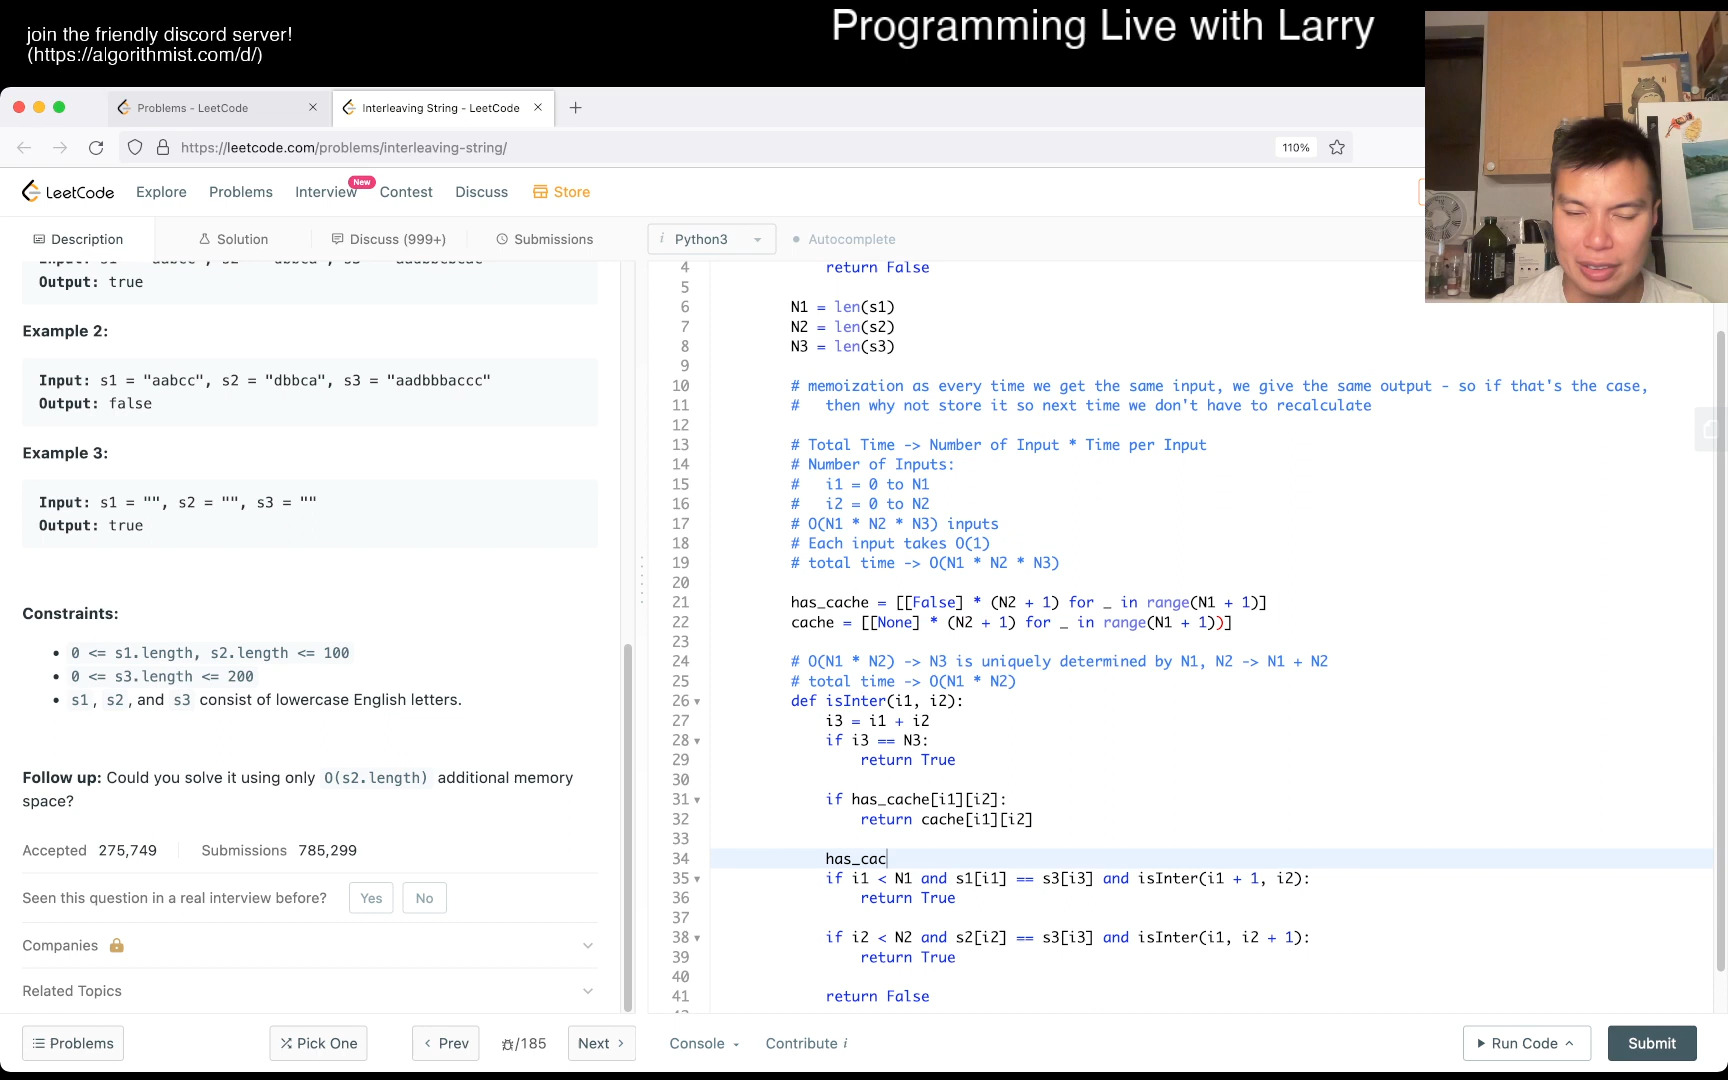 join the friendly discord server!
(https://algorithmist.com/d/)
Programming Live with Larry
Problems - LeetCode
Interleaving String - LeetCode
https://leetcode.com/problems/interleaving-string/
110%
LeetCode
Explore
Problems
Interview
New
Contest
Discuss
Store
Description
Solution
Discuss (999+)
Submissions
i Python3
Autocomplete
Output: true
Example 2:
Input: s1 = "aabcc", s2 = "dbbca", s3 = "aadbbbaccc"
Output: false
Example 3:
Input: s1 = "", s2 = "", s3 = ""
Output: true
Constraints:
0 <= s1.length, s2.length <= 100
0 <= s3.length <= 200
s1, s2, and s3 consist of lowercase English letters.
Follow up: Could you solve it using only O(s2.length) additional memory
space?
Accepted 275,749 Submissions 785,299
Seen this question in a real interview before? Yes No
Companies
Related Topics
4 return False
5
6 N1 = len(s1)
7 N2 = len(s2)
8 N3 = len(s3)
9
10 # memoization as every time we get the same input, we give the same output - so if that's the case,
11 # then why not store it so next time we don't have to recalculate
12
13 # Total Time -> Number of Input * Time per Input
14 # Number of Inputs:
15 # i1 = 0 to N1
16 # i2 = 0 to N2
17 # O(N1 * N2 * N3) inputs
18 # Each input takes O(1)
19 # total time -> O(N1 * N2 * N3)
20
21 has_cache = [[False] * (N2 + 1) for _ in range(N1 + 1)]
22 cache = [[None] * (N2 + 1) for _ in range(N1 + 1))]
23
24 # O(N1 * N2) -> N3 is uniquely determined by N1, N2 -> N1 + N2
25 # total time -> O(N1 * N2)
26 def isInter(i1, i2):
27 i3 = i1 + i2
28 if i3 == N3:
29 return True
30
31 if has_cache[i1][i2]:
32 return cache[i1][i2]
33
34 has_cac
35 if i1 < N1 and s1[i1] == s3[i3] and isInter(i1 + 1, i2):
36 return True
37
38 if i2 < N2 and s2[i2] == s3[i3] and isInter(i1, i2 + 1):
39 return True
40
41 return False
Problems
Pick One
Prev
/185
Next
Console
Contribute i
Run Code
Submit